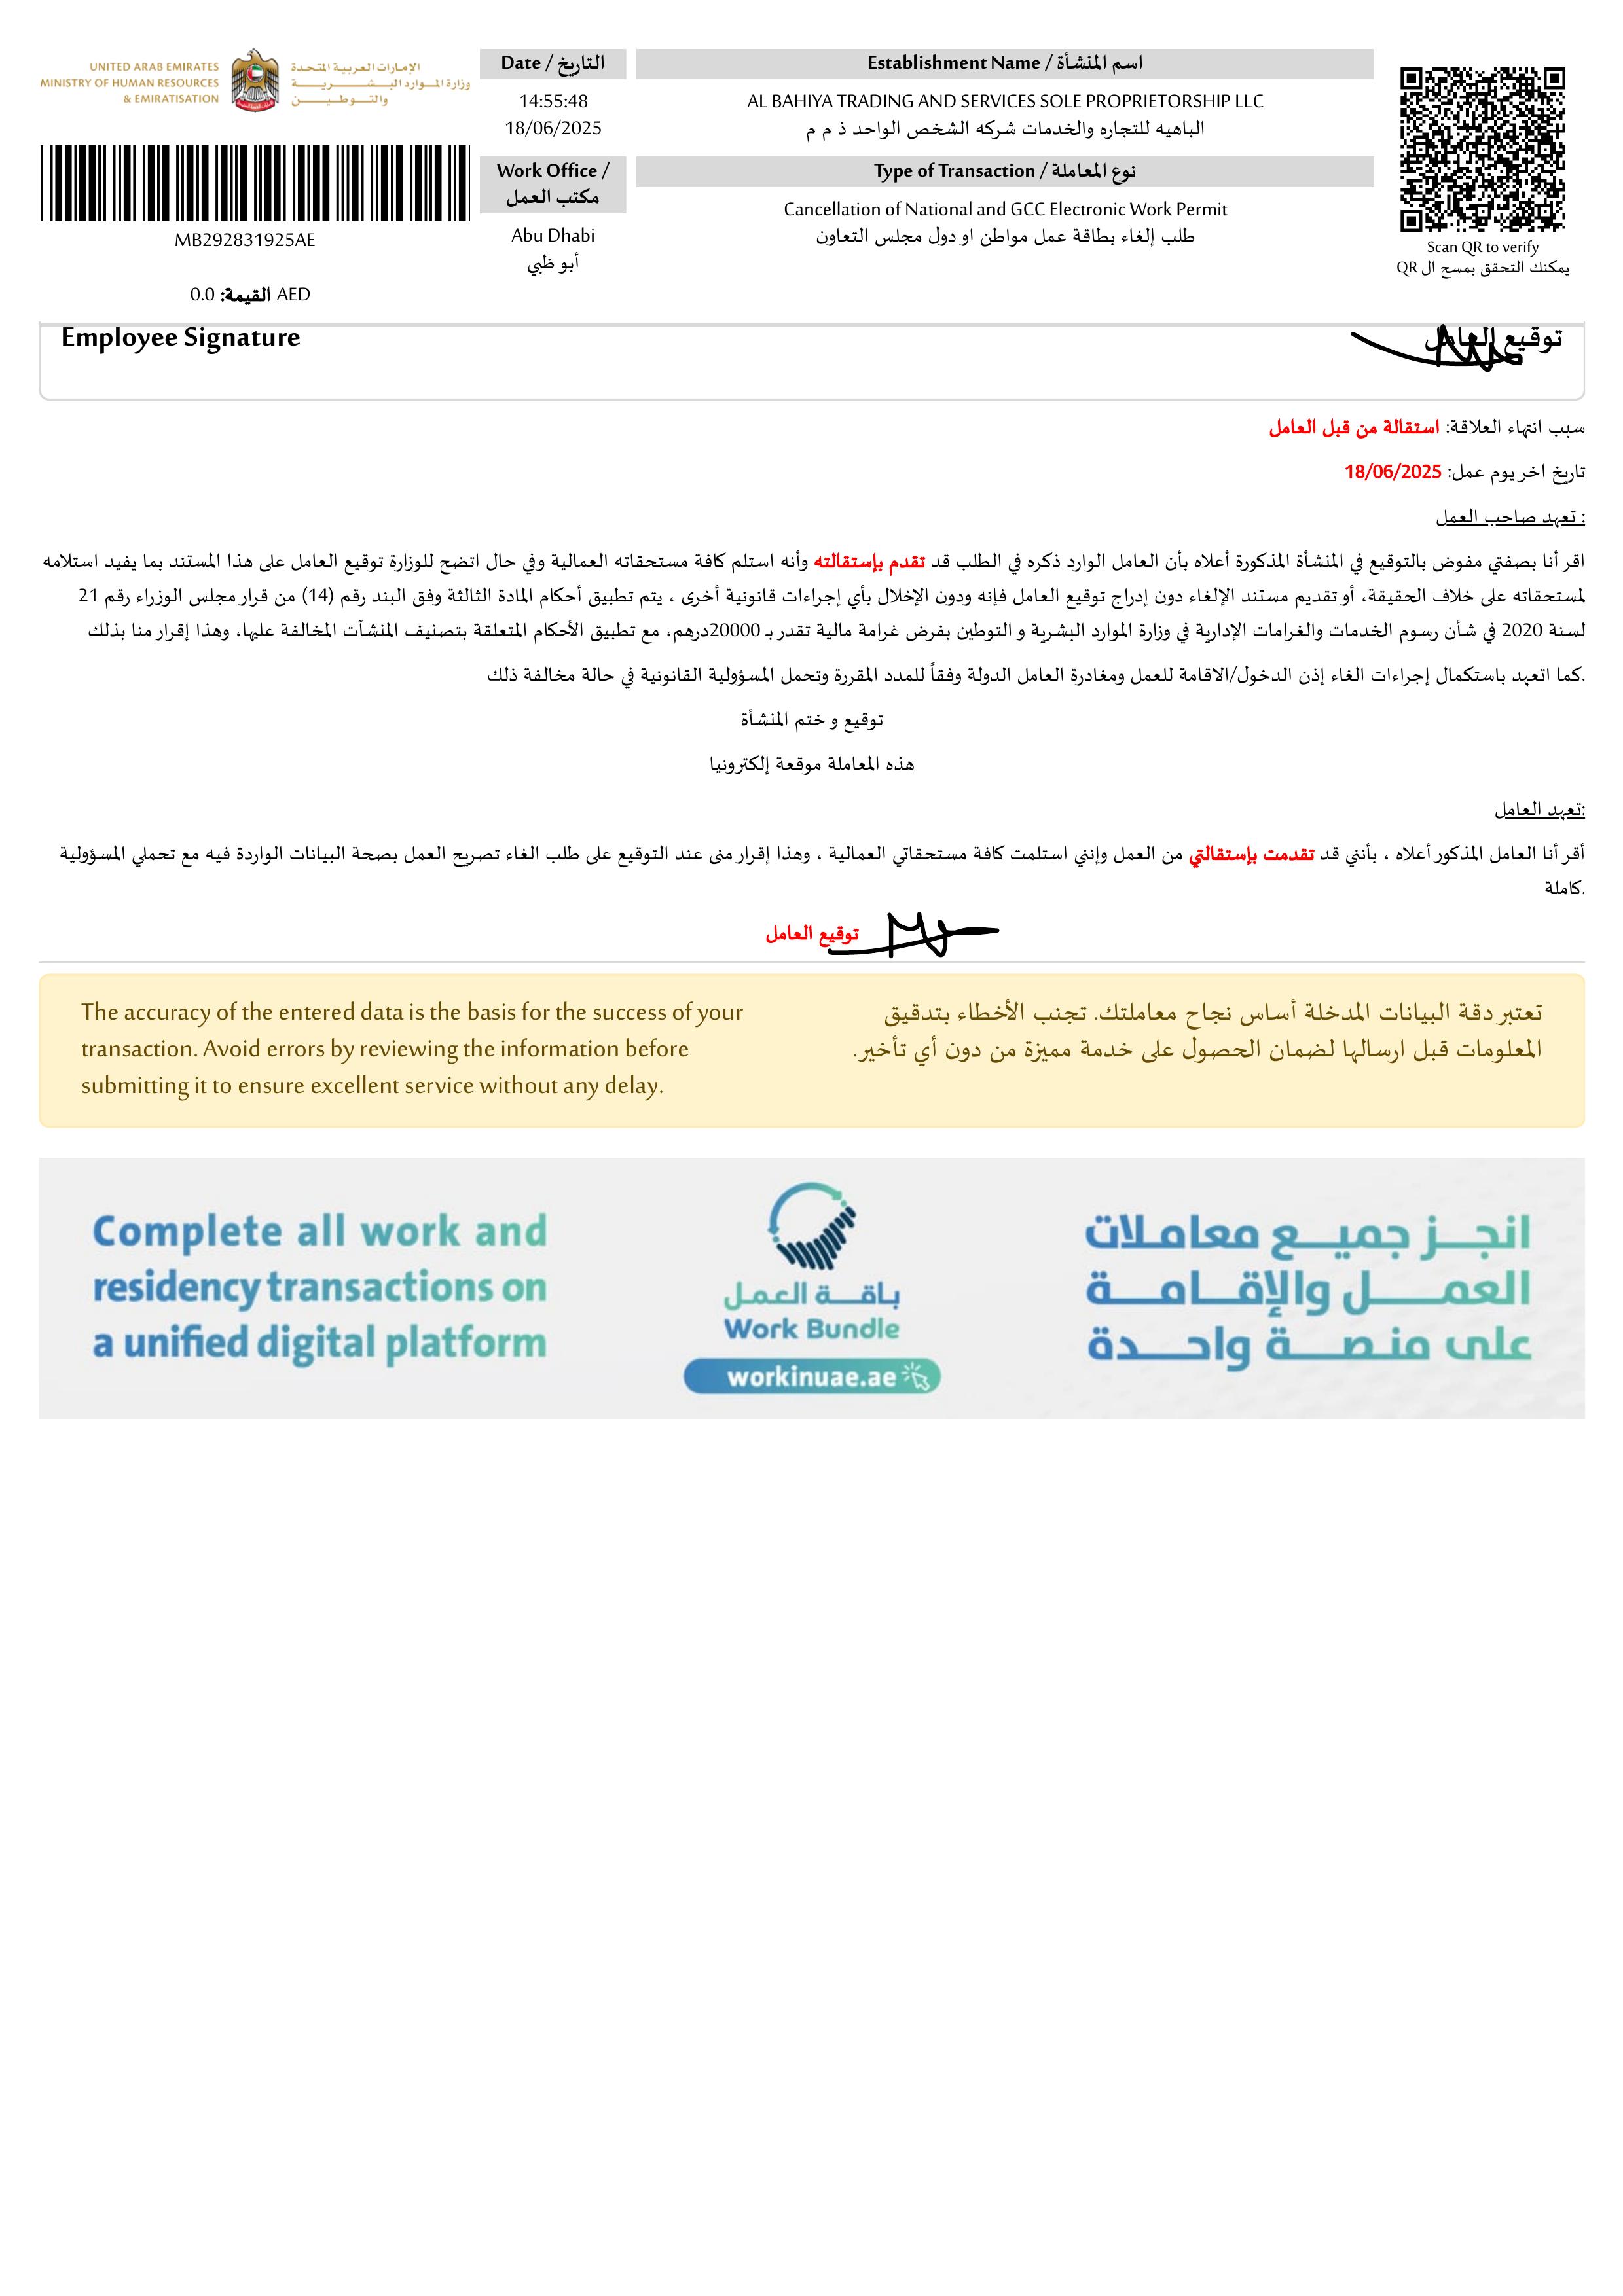 UNITED ARAB EMIRATES
MINISTRY OF HUMAN RESOURCES
& EMIRATISATION
الإمارات العربية المتحدة
وزارة الموارد البشرية
والتوطين
MB292831925AE
القيمة: 0.0 AED
Date / التاريخ
14:55:48
18/06/2025
Work Office /
مكتب العمل
Abu Dhabi
أبو ظبي
Establishment Name / اسم المنشأة
AL BAHIYA TRADING AND SERVICES SOLE PROPRIETORSHIP LLC
الباهيه للتجاره والخدمات شركه الشخص الواحد ذ م م
Type of Transaction / نوع المعاملة
Cancellation of National and GCC Electronic Work Permit
طلب إلغاء بطاقة عمل مواطن او دول مجلس التعاون
Scan QR to verify
يمكنك التحقق بمسح ال QR
Employee Signature
توقيع العامل
سبب انتهاء العلاقة: استقالة من قبل العامل
تاريخ اخر يوم عمل: 18/06/2025
: تعهد صاحب العمل
اقر أنا بصفتي مفوض بالتوقيع في المنشأة المذكورة أعلاه بأن العامل الوارد ذكره في الطلب قد تقدم بإستقالته وأنه استلم كافة مستحقاته العمالية وفي حال اتضح للوزارة توقيع العامل على هذا المستند بما يفيد استلامه
لمستحقاته على خلاف الحقيقة، أو تقديم مستند الإلغاء دون إدراج توقيع العامل فإنه ودون الإخلال بأي إجراءات قانونية أخرى ، يتم تطبيق أحكام المادة الثالثة وفق البند رقم (14) من قرار مجلس الوزراء رقم 21
لسنة 2020 في شأن رسوم الخدمات والغرامات الإدارية في وزارة الموارد البشرية و التوطين بفرض غرامة مالية تقدر بـ 20000درهم، مع تطبيق الأحكام المتعلقة بتصنيف المنشآت المخالفة عليها، وهذا إقرار منا بذلك
.كما اتعهد باستكمال إجراءات الغاء إذن الدخول/الاقامة للعمل ومغادرة العامل الدولة وفقاً للمدد المقررة وتحمل المسؤولية القانونية في حالة مخالفة ذلك
توقيع و ختم المنشأة
هذه المعاملة موقعة إلكترونيا
:تعهد العامل
أقر أنا العامل المذكور أعلاه ، بأنني قد تقدمت بإستقالتي من العمل وإنني استلمت كافة مستحقاتي العمالية ، وهذا إقرار منى عند التوقيع على طلب الغاء تصريح العمل بصحة البيانات الواردة فيه مع تحملي المسؤولية
.كاملة
توقيع العامل
The accuracy of the entered data is the basis for the success of your
transaction. Avoid errors by reviewing the information before
submitting it to ensure excellent service without any delay.
تعتبر دقة البيانات المدخلة أساس نجاح معاملتك. تجنب الأخطاء بتدقيق
المعلومات قبل ارسالها لضمان الحصول على خدمة مميزة من دون أي تأخير.
Complete all work and
residency transactions on
a unified digital platform
باقة العمل
Work Bundle
workinuae.ae
انجز جميع معاملات
العمل والإقامة
على منصة واحدة